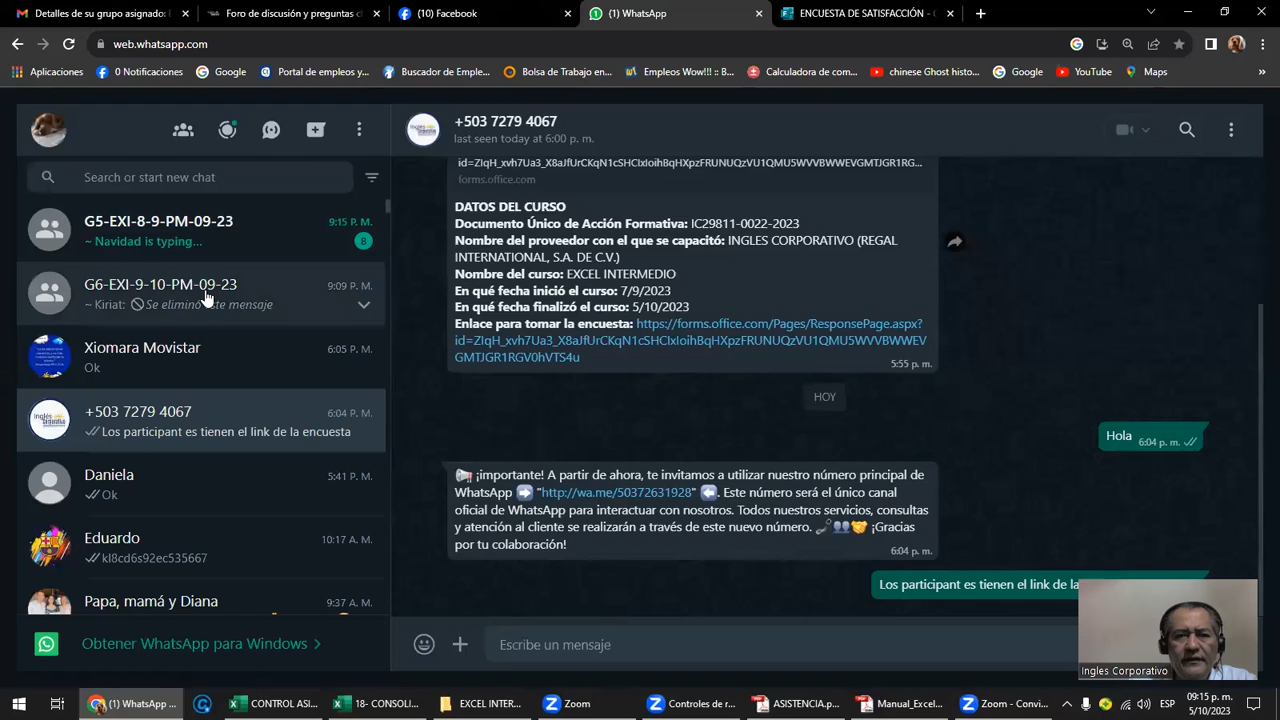 Detalles de su grupo asignado: E
Foro de discusión y preguntas c
(10) Facebook
(1) WhatsApp
ENCUESTA DE SATISFACCIÓN -
web.whatsapp.com
Aplicaciones
0 Notificaciones
Google
Portal de empleos y...
Buscador de Emple...
Bolsa de Trabajo en...
Empleos Wow!!! :: B...
Calculadora de com...
chinese Ghost histo...
Google
YouTube
Maps
+503 7279 4067
last seen today at 6:00 p. m.
Search or start new chat
G5-EXI-8-9-PM-09-23
9:15 P. M.
~ Navidad is typing...
8
G6-EXI-9-10-PM-09-23
9:09 P. M.
~ Kiriat: Se eliminó este mensaje
Xiomara Movistar
6:05 P. M.
Ok
+503 7279 4067
6:04 P. M.
Los participant es tienen el link de la encuesta
Daniela
5:41 P. M.
Ok
Eduardo
10:17 A. M.
kl8cd6s92ec535667
Papa, mamá y Diana
9:37 A. M.
Obtener WhatsApp para Windows
forms.office.com
DATOS DEL CURSO
Documento Único de Acción Formativa: IC29811-0022-2023
Nombre del proveedor con el que se capacitó: INGLES CORPORATIVO (REGAL
INTERNATIONAL, S.A. DE C.V.)
Nombre del curso: EXCEL INTERMEDIO
En qué fecha inició el curso: 7/9/2023
En qué fecha finalizó el curso: 5/10/2023
Enlace para tomar la encuesta: https://forms.office.com/Pages/ResponsePage.aspx?
5:55 p. m.
HOY
Hola
6:04 p. m.
¡importante! A partir de ahora, te invitamos a utilizar nuestro número principal de
WhatsApp ➡ "http://wa.me/50372631928" ⬅. Este número será el único canal
oficial de WhatsApp para interactuar con nosotros. Todos nuestros servicios, consultas
y atención al cliente se realizarán a través de este nuevo número. ¡Gracias
por tu colaboración!
6:04 p. m.
Los participant es tienen el link de la
Escribe un mensaje
Ingles Corporativo
(1) WhatsApp ...
CONTROL ASI...
18- CONSOLI...
EXCEL INTER...
Zoom
Controles de r...
ASISTENCIA.p...
Manual_Exce...
Zoom - Convi...
ESP
09:15 p. m.
5/10/2023